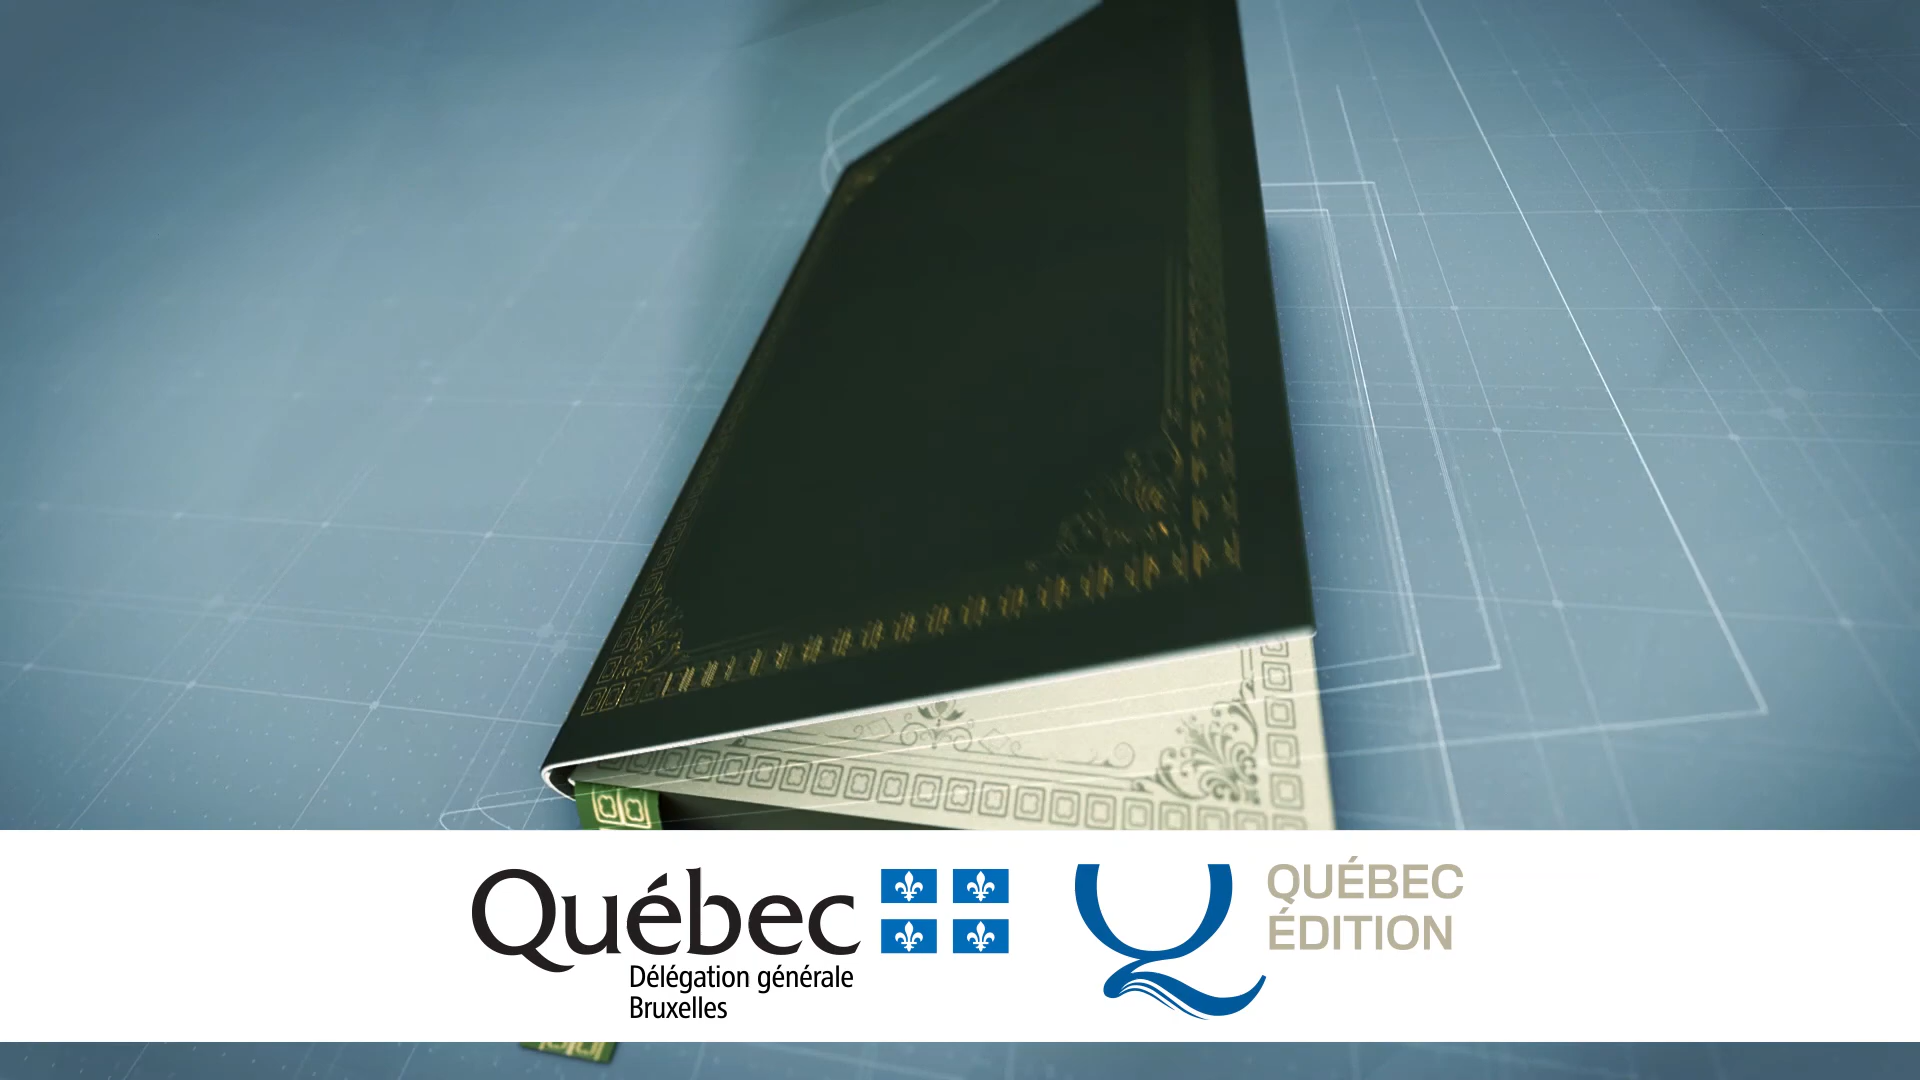 Québec
Délégation générale
Bruxelles
QUÉBEC
ÉDITION